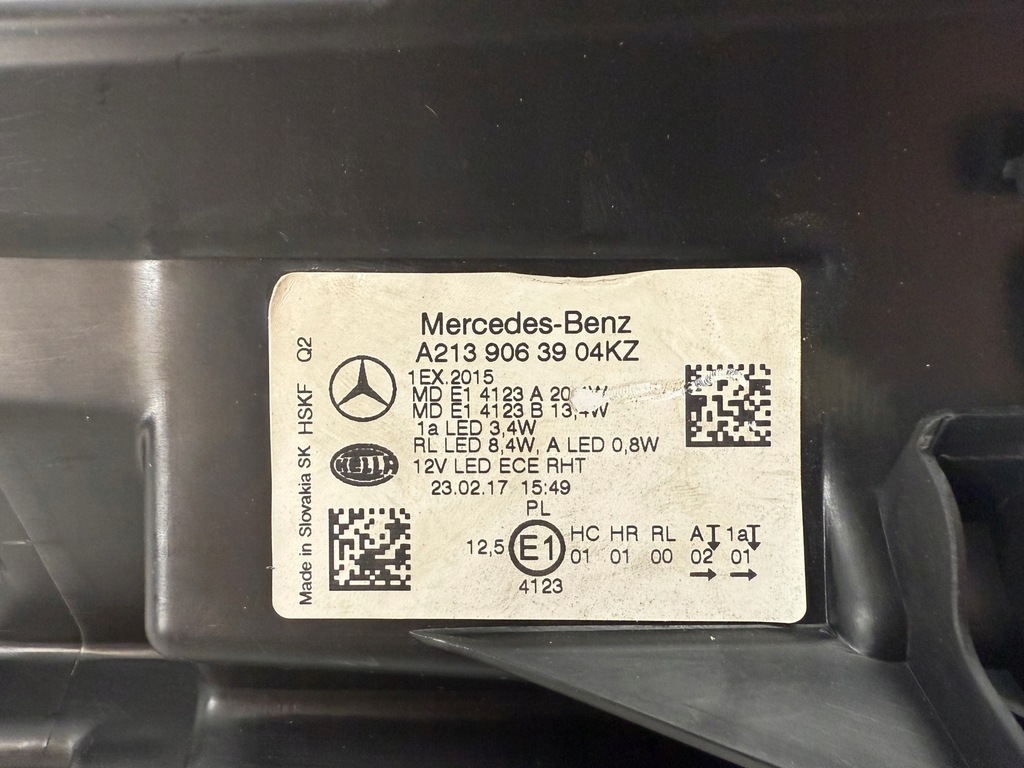 Mercedes-Benz
A213 906 39 04KZ
1EX.2015
MD E1 4123 A
MD E1 4123 B 13,4W
1a LED 3,4W
RL LED 8,4W, A LED 0,8W
12V LED ECE RHT
23.02.17 15:49
PL
HC HR RL A 1a
12,5 E1 01 01 00 02 01
4123
HELLA
Made in Slovakia SK HSKF Q2